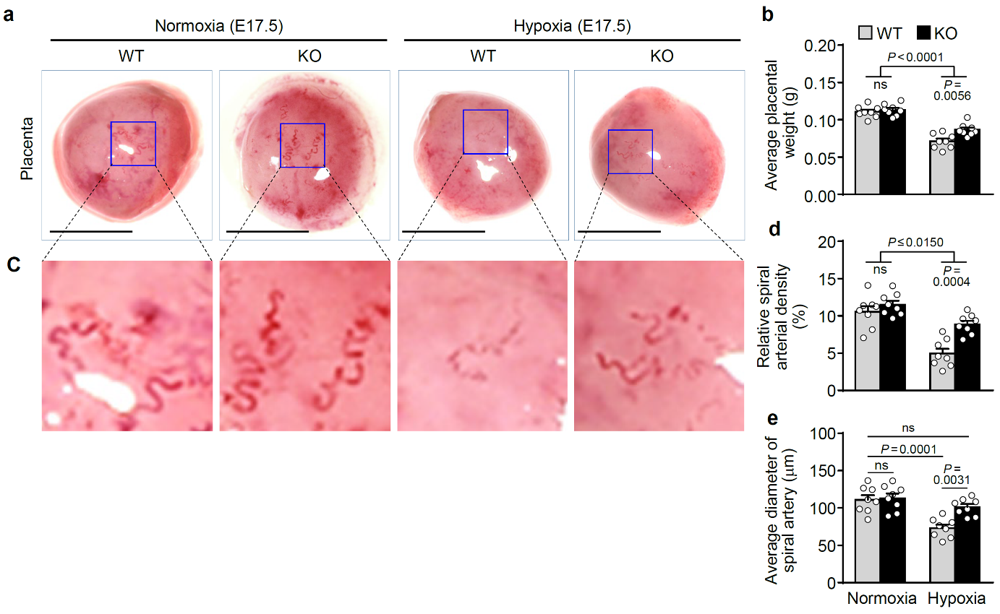 a
Normoxia (E17.5)
Hypoxia (E17.5)
WT
KO
WT
KO
Placenta
C
b
WT
KO
Average placental
weight (g)
0.20
0.15
0.10
0.05
0.00
P < 0.0001
ns
P =
0.0056
d
Relative spiral
arterial density
(%)
20
15
10
5
0
P ≤ 0.0150
ns
P =
0.0004
e
Average diameter of
spiral artery (μm)
100
150
100
50
0
ns
P = 0.0001
ns
P =
0.0031
Normoxia
Hypoxia